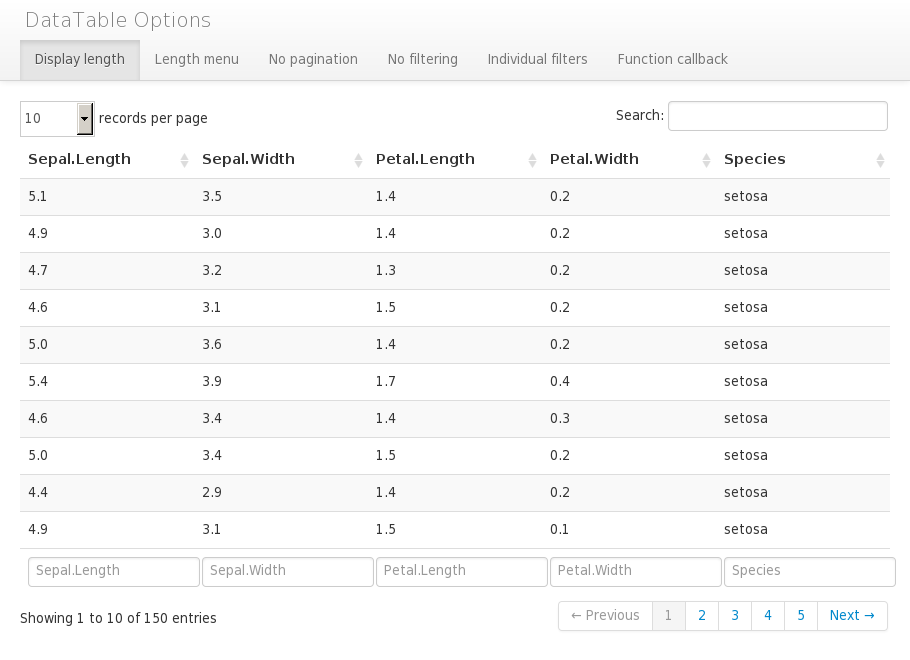 DataTable Options
Display length Length menu No pagination No filtering Individual filters Function callback
10 records per page Search:
Sepal.Length Sepal.Width Petal.Length Petal.Width Species
5.1 3.5 1.4 0.2 setosa
4.9 3.0 1.4 0.2 setosa
4.7 3.2 1.3 0.2 setosa
4.6 3.1 1.5 0.2 setosa
5.0 3.6 1.4 0.2 setosa
5.4 3.9 1.7 0.4 setosa
4.6 3.4 1.4 0.3 setosa
5.0 3.4 1.5 0.2 setosa
4.4 2.9 1.4 0.2 setosa
4.9 3.1 1.5 0.1 setosa
Sepal.Length Sepal.Width Petal.Length Petal.Width Species
Showing 1 to 10 of 150 entries ← Previous 1 2 3 4 5 Next →